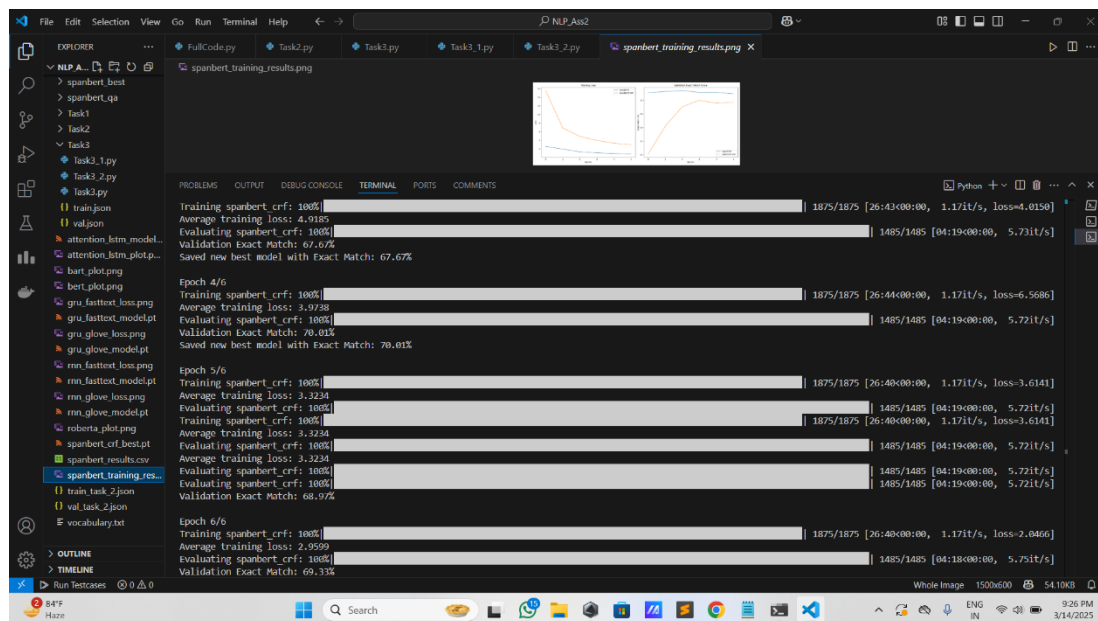 File Edit Selection View Go Run Terminal Help
NLP_Ass2
EXPLORER
FullCode.py Task2.py Task3.py Task3_1.py Task3_2.py spanbert_training_results.png
NLP_A...
spanbert_training_results.png
spanbert_best
spanbert_qa
Task1
Task2
Task3
Task3_1.py
Task3_2.py
Task3.py
train.json
val.json
attention_lstm_model...
attention_lstm_plot.p...
bart_plot.png
bert_plot.png
gru_fasttext_loss.png
gru_fasttext_model.pt
gru_glove_loss.png
gru_glove_model.pt
rnn_fasttext_loss.png
rnn_fasttext_model.pt
rnn_glove_loss.png
rnn_glove_model.pt
roberta_plot.png
spanbert_crf_best.pt
spanbert_results.csv
spanbert_training_res...
train_task_2.json
val_task_2.json
vocabulary.txt
OUTLINE
TIMELINE
PROBLEMS OUTPUT DEBUG CONSOLE TERMINAL PORTS COMMENTS
Python
Training spanbert_crf: 100%| | 1875/1875 [26:43<00:00, 1.17it/s, loss=4.0150]
Average training loss: 4.9185
Evaluating spanbert_crf: 100%| | 1485/1485 [04:19<00:00, 5.73it/s]
Validation Exact Match: 67.67%
Saved new best model with Exact Match: 67.67%
Epoch 4/6
Training spanbert_crf: 100%| | 1875/1875 [26:44<00:00, 1.17it/s, loss=6.5686]
Average training loss: 3.9738
Evaluating spanbert_crf: 100%| | 1485/1485 [04:19<00:00, 5.72it/s]
Validation Exact Match: 70.01%
Saved new best model with Exact Match: 70.01%
Epoch 5/6
Training spanbert_crf: 100%| | 1875/1875 [26:40<00:00, 1.17it/s, loss=3.6141]
Average training loss: 3.3234
Evaluating spanbert_crf: 100%| | 1485/1485 [04:19<00:00, 5.72it/s]
Training spanbert_crf: 100%| | 1875/1875 [26:40<00:00, 1.17it/s, loss=3.6141]
Average training loss: 3.3234
Evaluating spanbert_crf: 100%| | 1485/1485 [04:19<00:00, 5.72it/s]
Average training loss: 3.3234
Evaluating spanbert_crf: 100%| | 1485/1485 [04:19<00:00, 5.72it/s]
Evaluating spanbert_crf: 100%| | 1485/1485 [04:19<00:00, 5.72it/s]
Validation Exact Match: 68.97%
Epoch 6/6
Training spanbert_crf: 100%| | 1875/1875 [26:40<00:00, 1.17it/s, loss=2.0466]
Average training loss: 2.9599
Evaluating spanbert_crf: 100%| | 1485/1485 [04:18<00:00, 5.75it/s]
Validation Exact Match: 69.33%
Run Testcases 0 0 0
Whole Image 1500x600 54.10KB
2
84°F
Haze
Search
ENG
IN
9:26 PM
3/14/2025